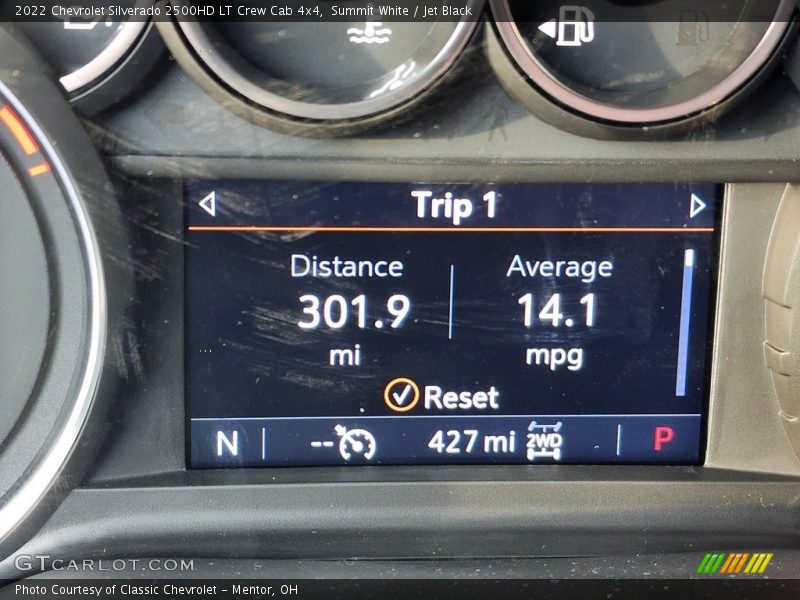 2022 Chevrolet Silverado 2500HD LT Crew Cab 4x4, Summit White / Jet Black
Trip 1
Distance Average
301.9 14.1
mi mpg
Reset
N -- 427 mi 2WD P
GTCARLOT.COM
Photo Courtesy of Classic Chevrolet - Mentor, OH